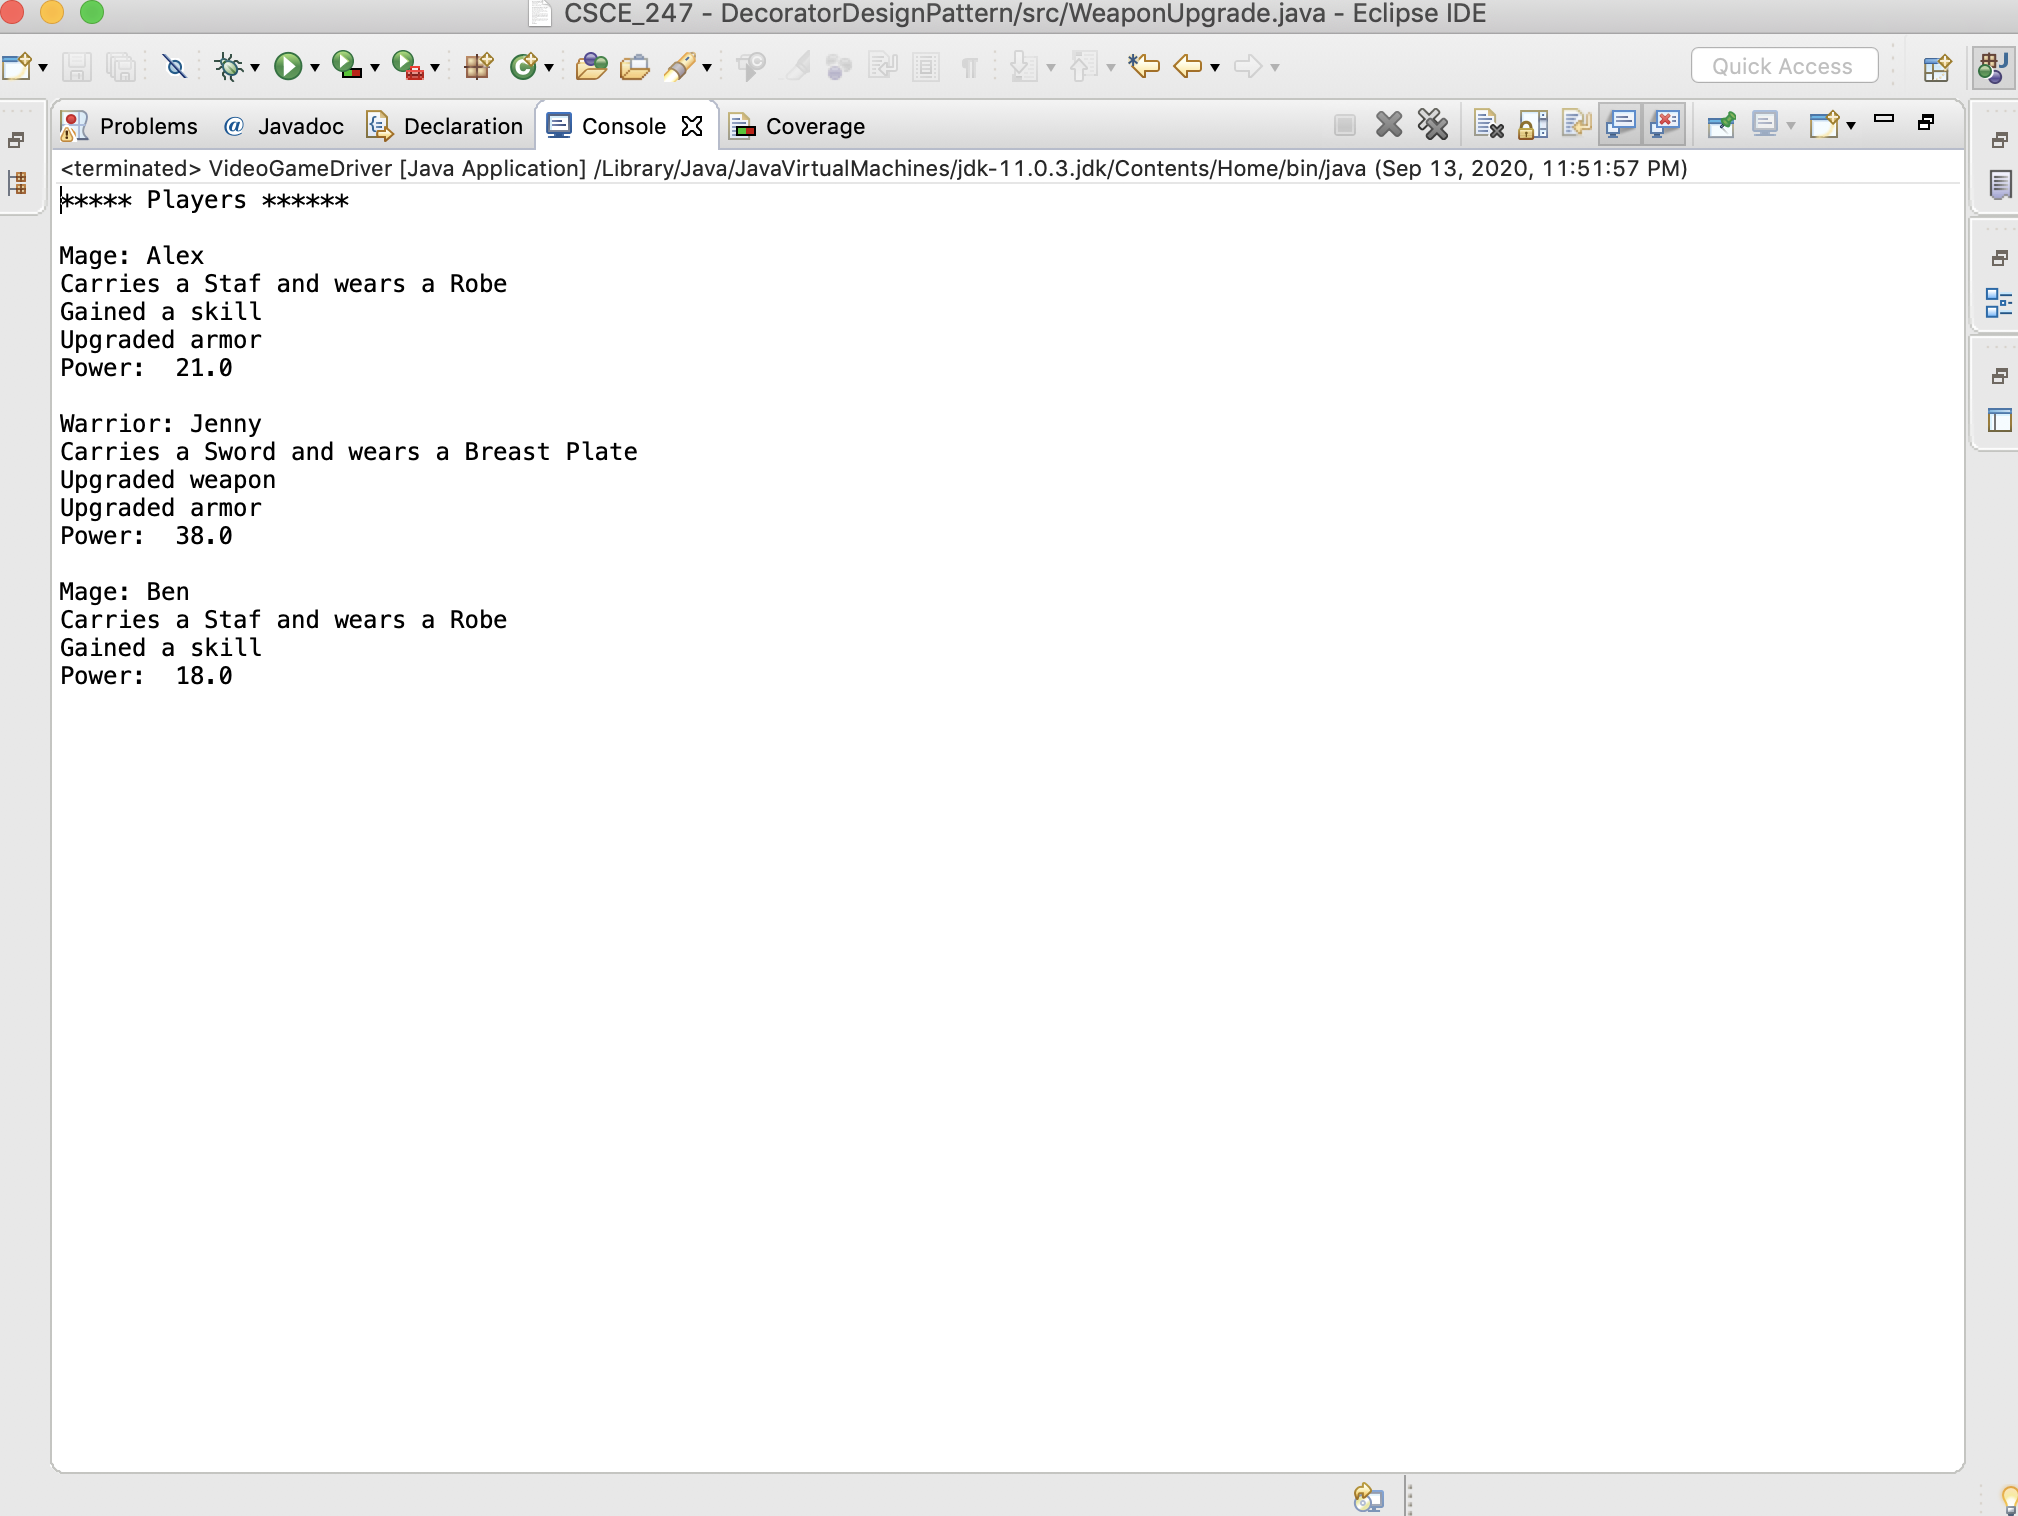 CSCE_247 - DecoratorDesignPattern/src/WeaponUpgrade.java - Eclipse IDE
Quick Access
Problems @ Javadoc Declaration Console Coverage
<terminated> VideoGameDriver [Java Application] /Library/Java/JavaVirtualMachines/jdk-11.0.3.jdk/Contents/Home/bin/java (Sep 13, 2020, 11:51:57 PM)
***** Players ******
Mage: Alex
Carries a Staf and wears a Robe
Gained a skill
Upgraded armor
Power:  21.0
Warrior: Jenny
Carries a Sword and wears a Breast Plate
Upgraded weapon
Upgraded armor
Power:  38.0
Mage: Ben
Carries a Staf and wears a Robe
Gained a skill
Power:  18.0